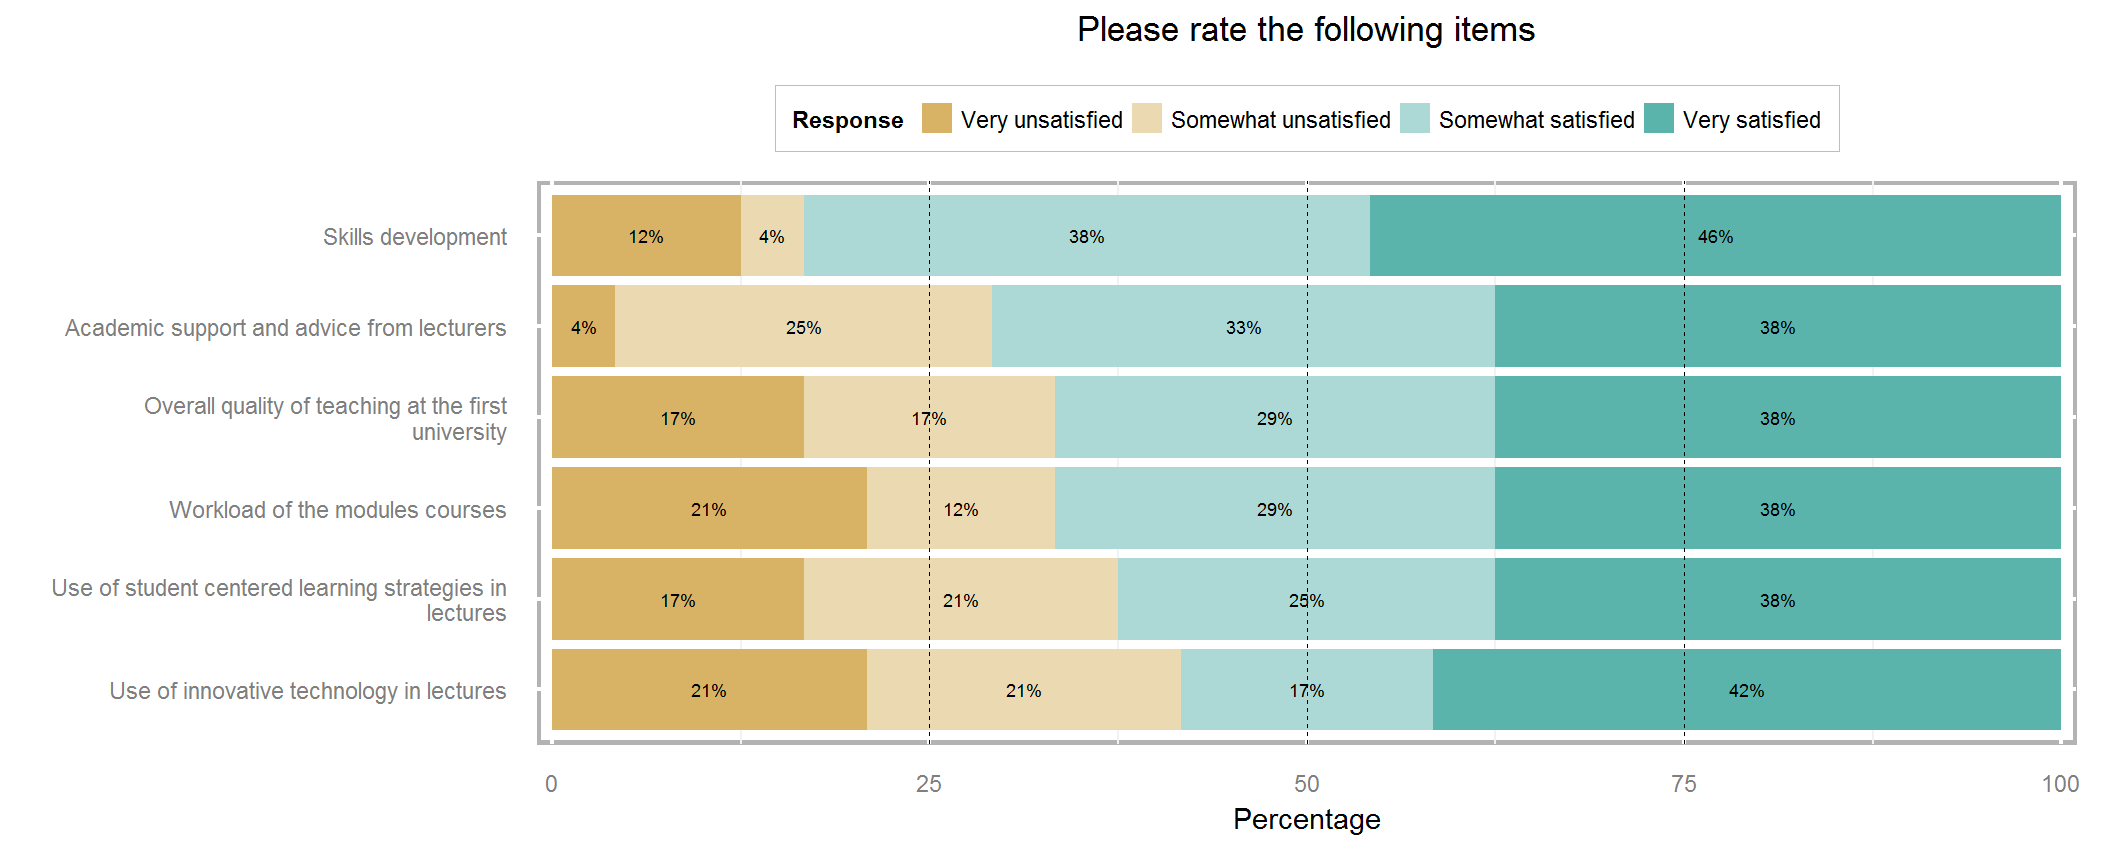 Please rate the following items
Response Very unsatisfied Somewhat unsatisfied Somewhat satisfied Very satisfied
Skills development 12% 4% 38% 46%
Academic support and advice from lecturers 4% 25% 33% 38%
Overall quality of teaching at the first
university
17% 17% 29% 38%
Workload of the modules courses 21% 12% 29% 38%
Use of student centered learning strategies in
lectures
17% 21% 25% 38%
Use of innovative technology in lectures 21% 21% 17% 42%
0 25 50 75 100
Percentage